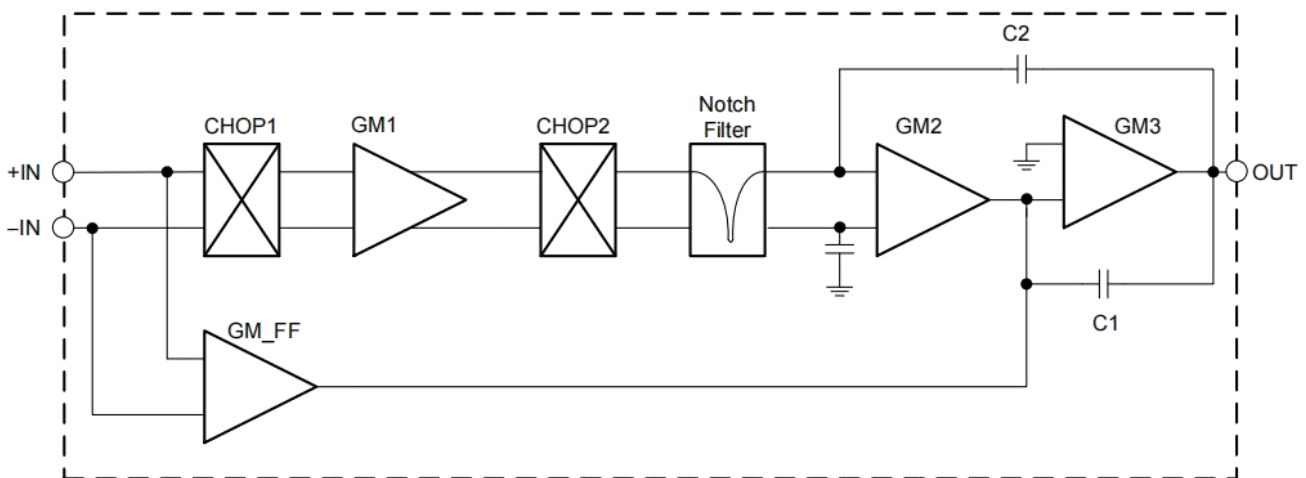 C2
Notch
Filter
CHOP1
GM1
CHOP2
GM2
GM3
+IN
–IN
OUT
GM_FF
C1